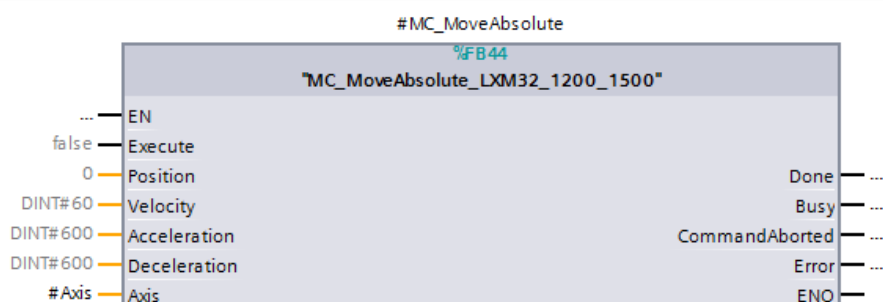 #MC_MoveAbsolute
%FB44
"MC_MoveAbsolute_LXM32_1200_1500"
... EN
false Execute
0 Position Done ...
DINT#60 Velocity Busy ...
DINT#600 Acceleration CommandAborted ...
DINT#600 Deceleration Error ...
#Axis Axis ENO